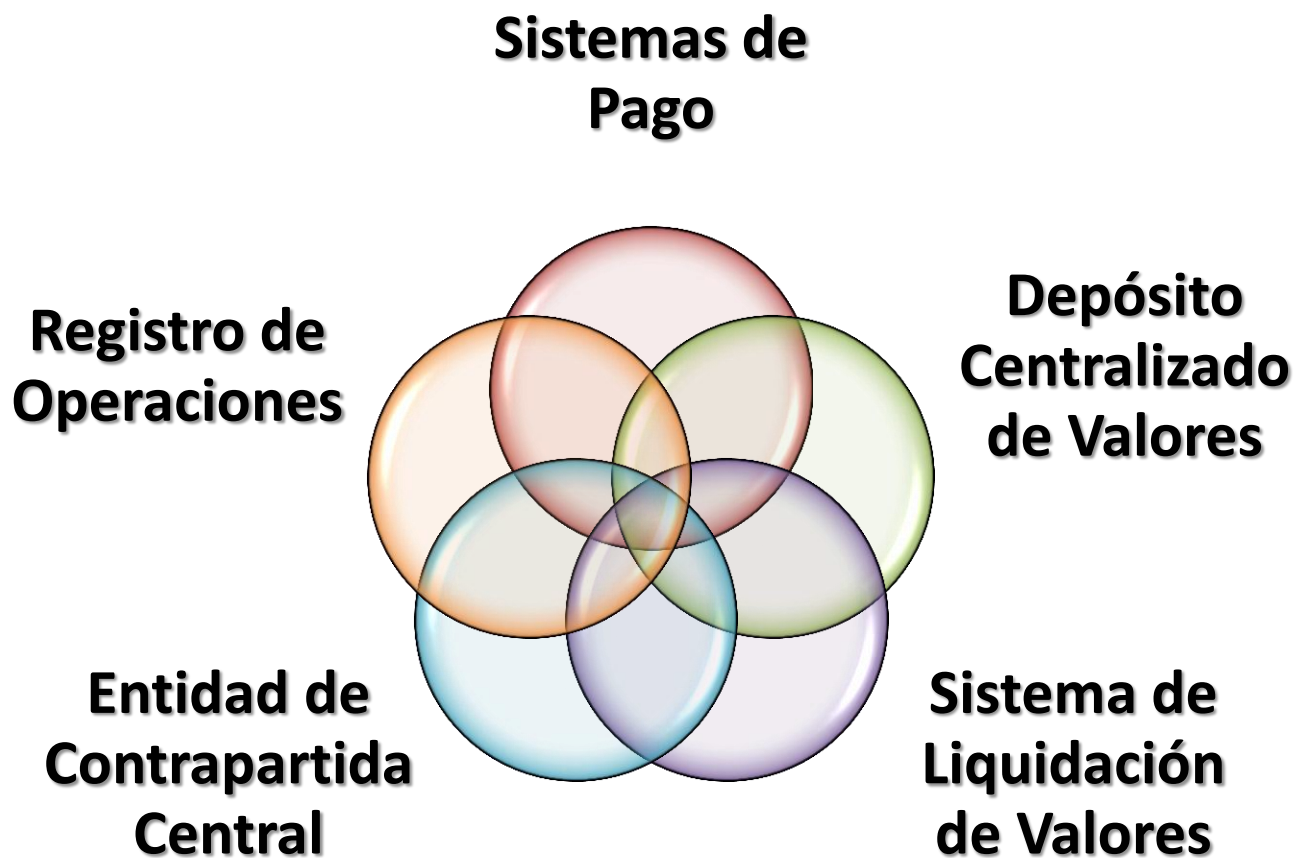 Sistemas de
Pago
Registro de
Operaciones
Depósito
Centralizado
de Valores
Entidad de
Contrapartida
Central
Sistema de
Liquidación
de Valores